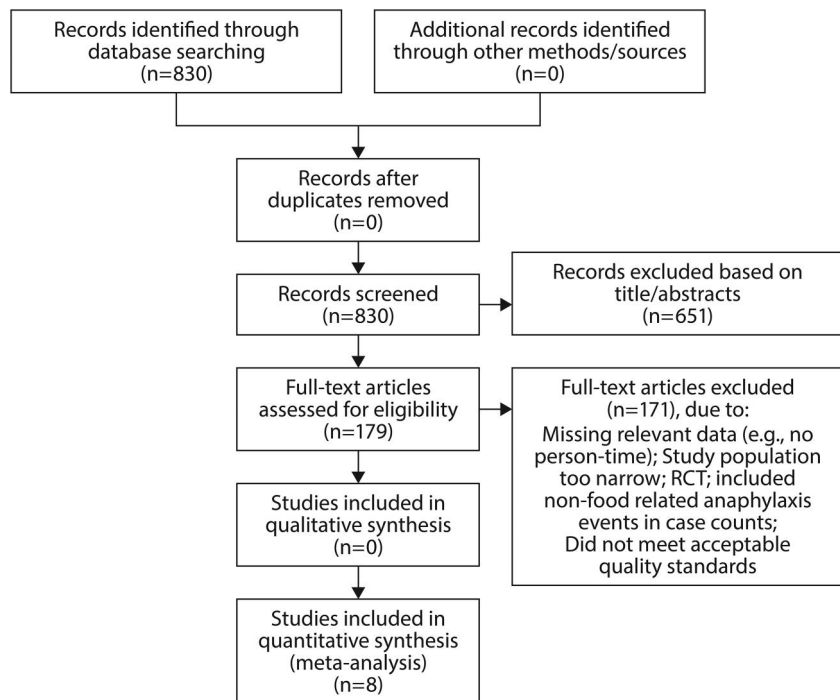 Records identified through
database searching
(n=830)
Additional records identified
through other methods/sources
(n=0)
Records after
duplicates removed
(n=0)
Records screened
(n=830)
Records excluded based on
title/abstracts
(n=651)
Full-text articles
assessed for eligibility
(n=179)
Full-text articles excluded
(n=171), due to:
Missing relevant data (e.g., no
person-time); Study population
too narrow; RCT; included
non-food related anaphylaxis
events in case counts;
Did not meet acceptable
quality standards
Studies included in
qualitative synthesis
(n=0)
Studies included in
quantitative synthesis
(meta-analysis)
(n=8)